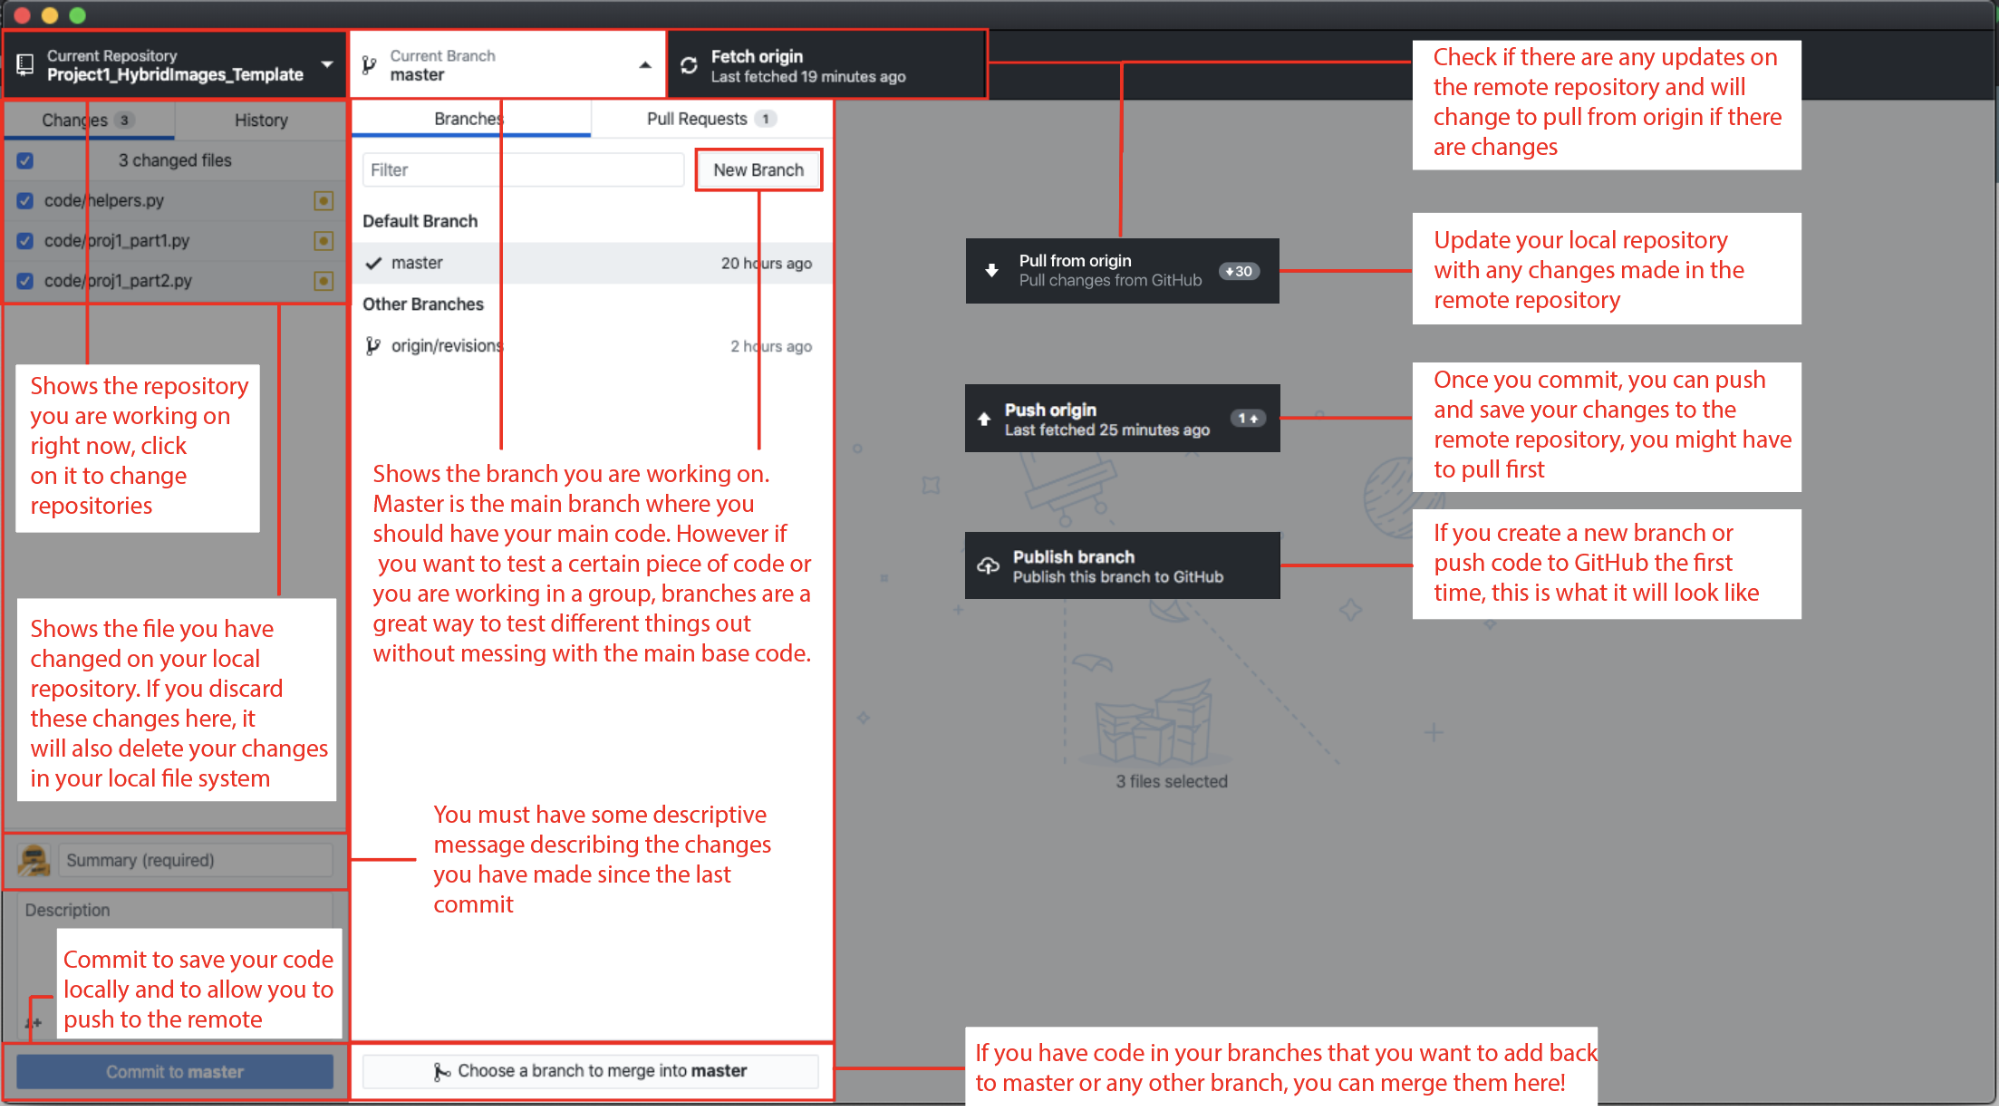 Current Repository
Project1_HybridImages_Template
Current Branch
master
Fetch origin
Last fetched 19 minutes ago
Changes 3
History
3 changed files
code/helpers.py
code/proj1_part1.py
code/proj1_part2.py
Shows the repository
you are working on
right now, click
on it to change
repositories
Shows the file you have
changed on your local
repository. If you discard
these changes here, it
will also delete your changes
in your local file system
Summary (required)
Description
Commit to save your code
locally and to allow you to
push to the remote
Commit to master
Branches
Pull Requests 1
Filter
New Branch
Default Branch
master 20 hours ago
Other Branches
origin/revisions 2 hours ago
Shows the branch you are working on.
Master is the main branch where you
should have your main code. However if
you want to test a certain piece of code or
you are working in a group, branches are a
great way to test different things out
without messing with the main base code.
You must have some descriptive
message describing the changes
you have made since the last
commit
Choose a branch to merge into master
Check if there are any updates on
the remote repository and will
change to pull from origin if there
are changes
Pull from origin
Pull changes from GitHub
30
Update your local repository
with any changes made in the
remote repository
Push origin
Last fetched 25 minutes ago
1
Once you commit, you can push
and save your changes to the
remote repository, you might have
to pull first
Publish branch
Publish this branch to GitHub
If you create a new branch or
push code to GitHub the first
time, this is what it will look like
3 files selected
If you have code in your branches that you want to add back
to master or any other branch, you can merge them here!